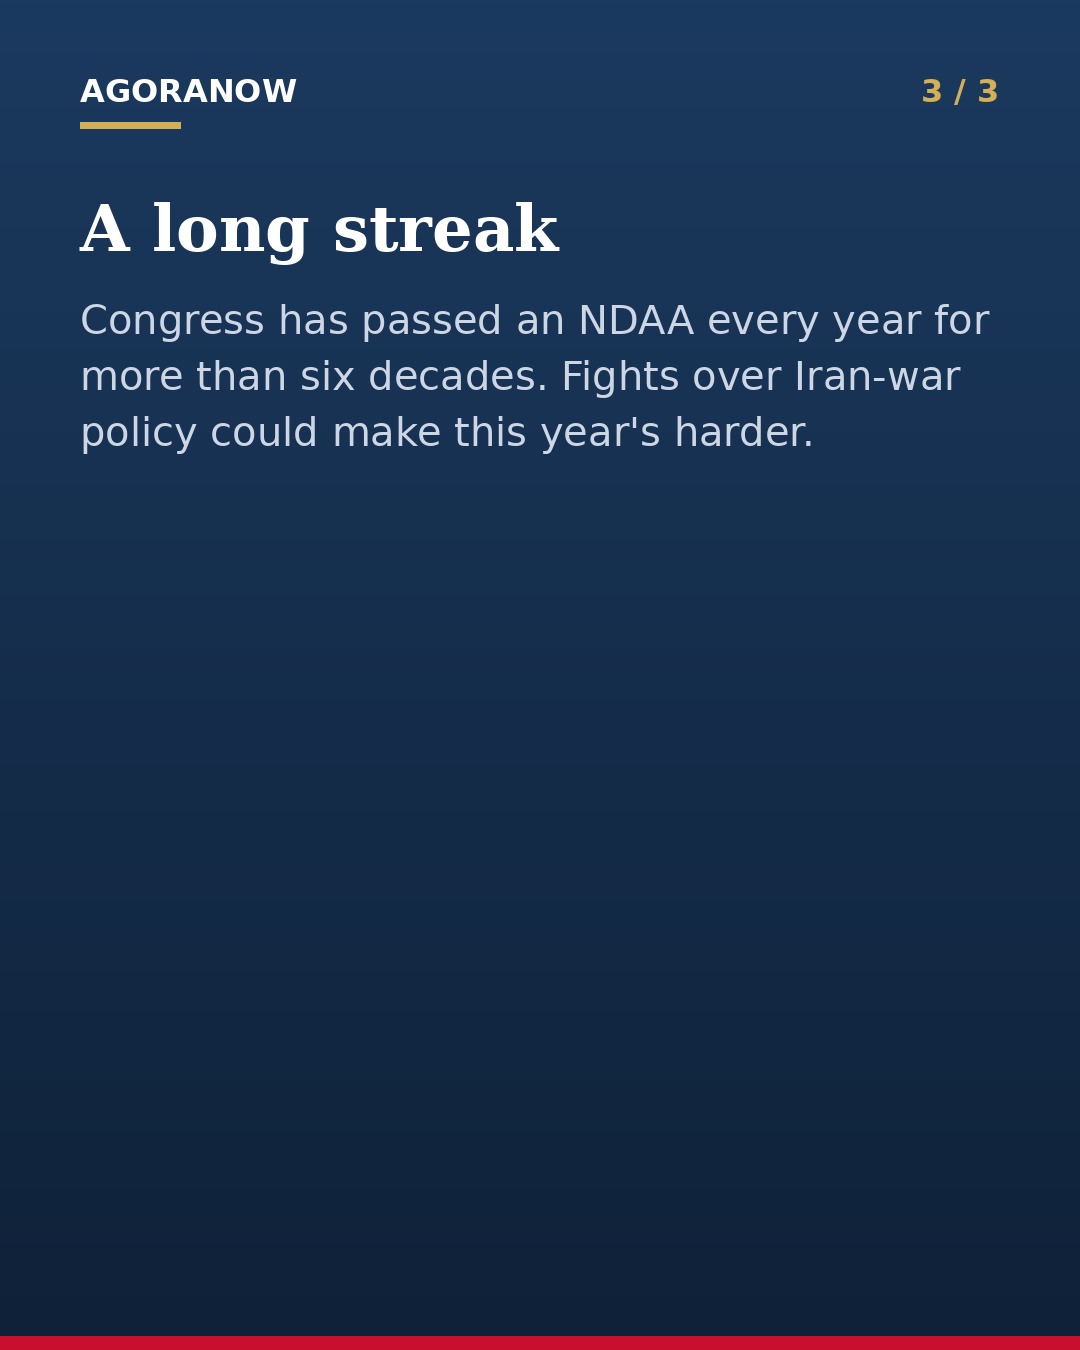 AGORANOW
3 / 3
A long streak
Congress has passed an NDAA every year for
more than six decades. Fights over Iran-war
policy could make this year's harder.